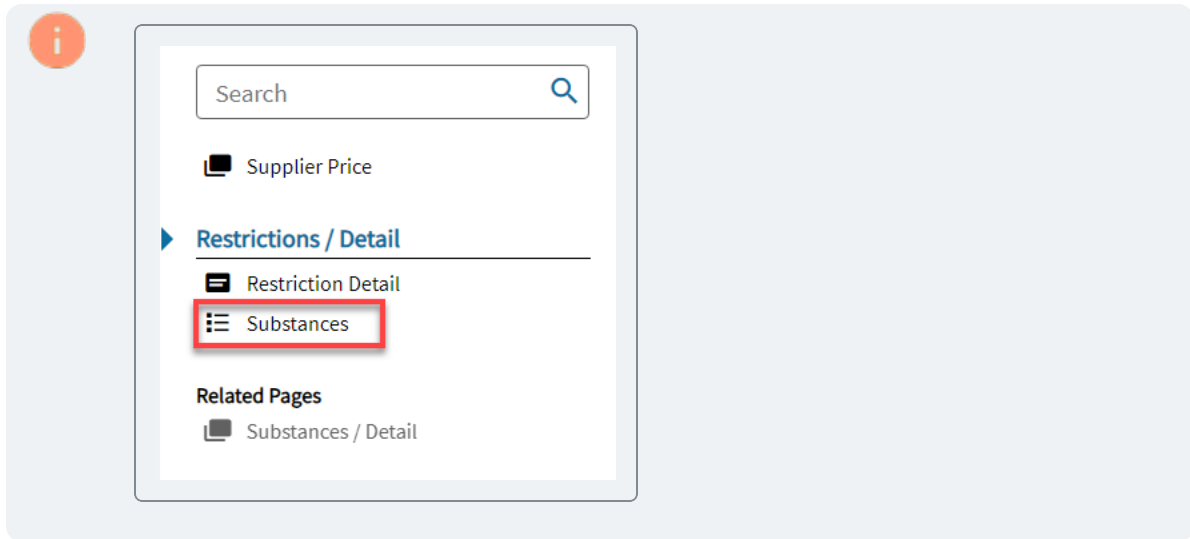 i
Search
Supplier Price
Restrictions / Detail
Restriction Detail
Substances
Related Pages
Substances / Detail